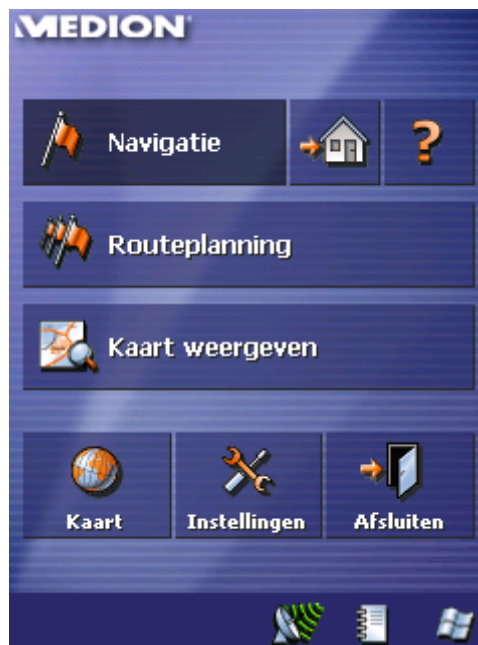 MEDION
Navigatie
?
Routeplanning
Kaart weergeven
Kaart
Instellingen
Afsluiten